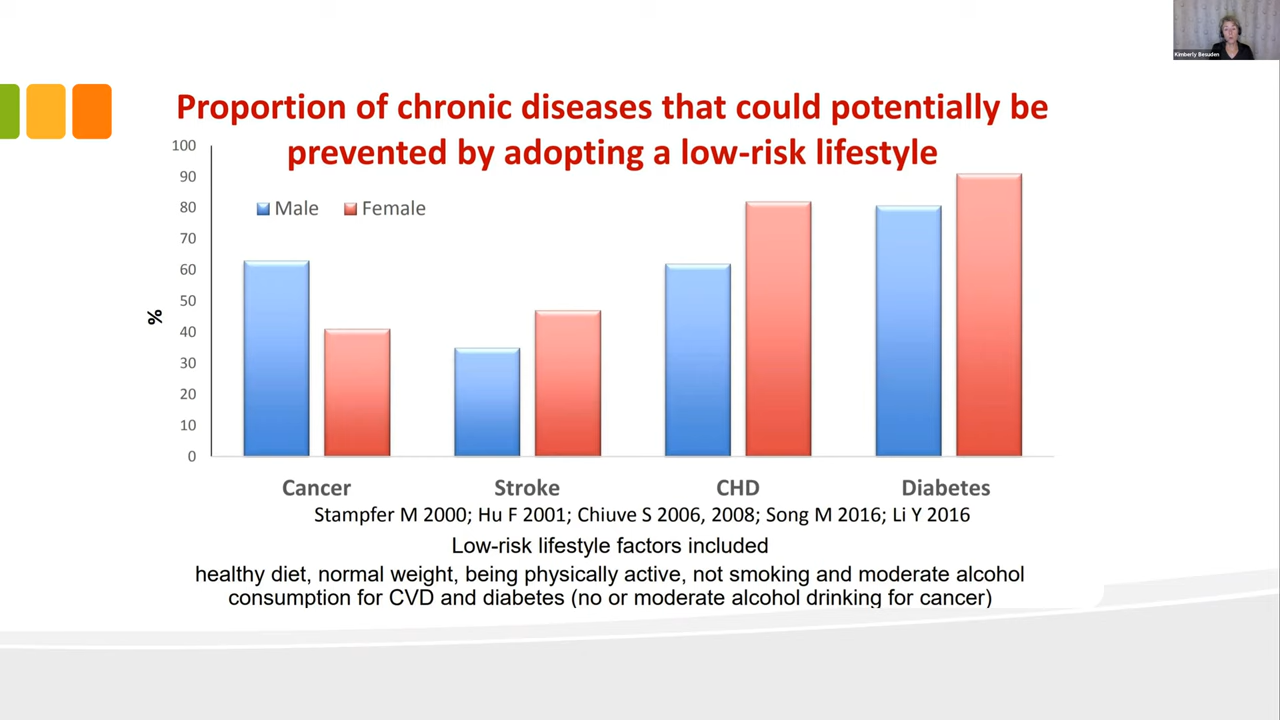 Kimberly Besuden
Proportion of chronic diseases that could potentially be
prevented by adopting a low-risk lifestyle
100
90
80
70
60
50
40
30
20
10
0
%
Male Female
Cancer Stroke CHD Diabetes
Stampfer M 2000; Hu F 2001; Chiuve S 2006, 2008; Song M 2016; Li Y 2016
Low-risk lifestyle factors included
healthy diet, normal weight, being physically active, not smoking and moderate alcohol
consumption for CVD and diabetes (no or moderate alcohol drinking for cancer)